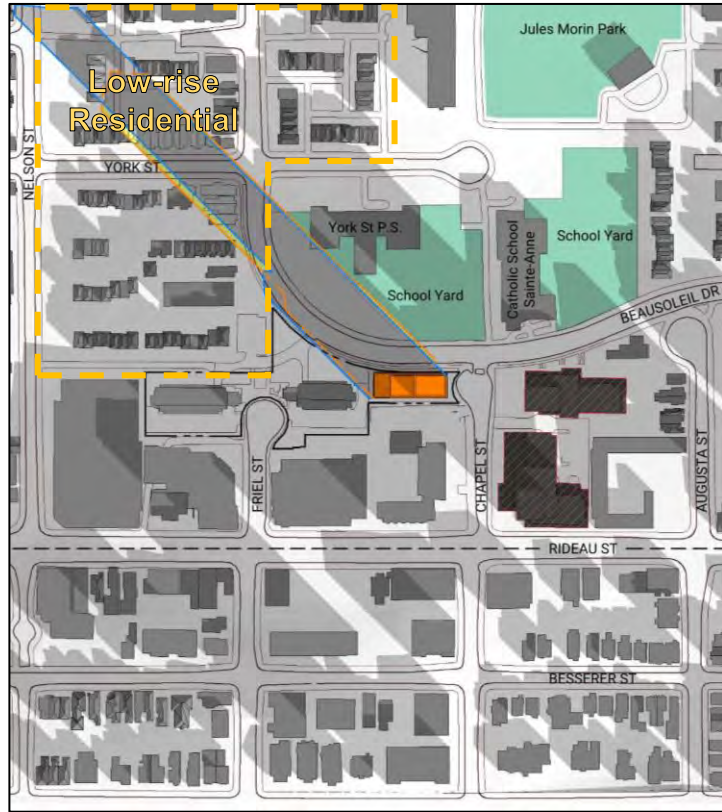 Jules Morin Park
Low-rise
Residential
NELSON ST
YORK ST
York St P.S.
School Yard
Catholic School
Sainte-Anne
School Yard
BEAUSOLEIL DR
FRIEL ST
CHAPEL ST
AUGUSTA ST
RIDEAU ST
BESSERER ST